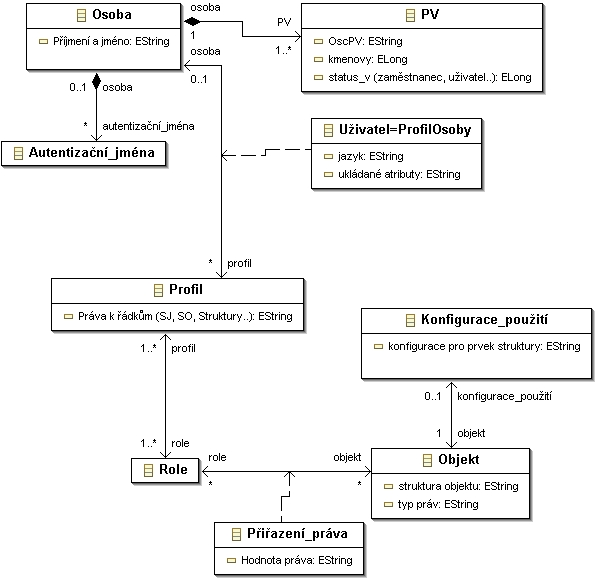 Osoba
Příjmení a jméno: EString
osoba
1
PV
1..*
PV
OscPV: EString
kmenovy: ELong
status_v (zaměstnanec, uživatel..): ELong
osoba
0..1
0..1
osoba
*
autentizační_jména
Autentizační_jména
Uživatel=ProfilOsoby
jazyk: EString
ukládané atributy: EString
*
profil
Profil
Práva k řádkům (SJ, SO, Struktury..): EString
1..*
profil
Konfigurace_použití
konfigurace pro prvek struktury: EString
0..1
konfigurace_použití
1
objekt
1..*
role
Role
role
*
objekt
*
Objekt
struktura objektu: EString
typ práv: EString
Přiřazení_práva
Hodnota práva: EString